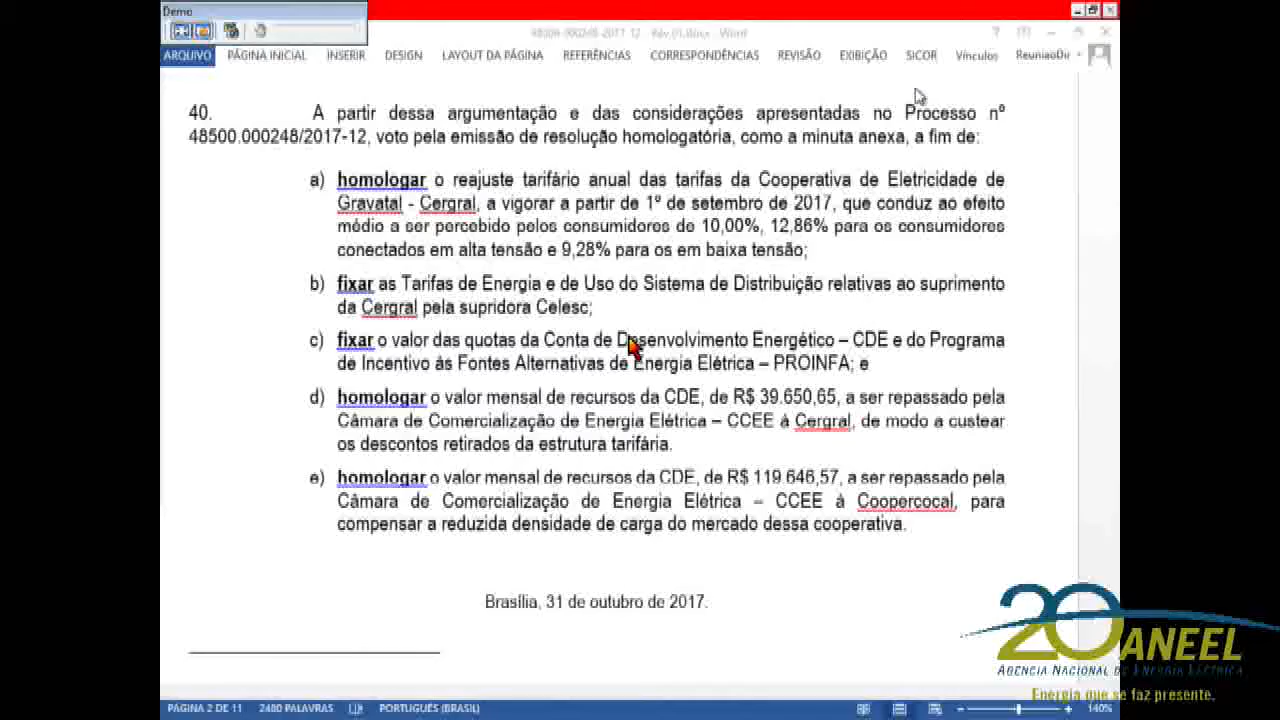 Demo
48500-000248-2017-12 - Rev.01.docx - Word
ARQUIVO PÁGINA INICIAL INSERIR DESIGN LAYOUT DA PÁGINA REFERÊNCIAS CORRESPONDÊNCIAS REVISÃO EXIBIÇÃO SICOR Vínculos ReuniaoDir
40. A partir dessa argumentação e das considerações apresentadas no Processo nº
48500.000248/2017-12, voto pela emissão de resolução homologatória, como a minuta anexa, a fim de:
a) homologar o reajuste tarifário anual das tarifas da Cooperativa de Eletricidade de
Gravatal - Cergral, a vigorar a partir de 1º de setembro de 2017, que conduz ao efeito
médio a ser percebido pelos consumidores de 10,00%, 12,86% para os consumidores
conectados em alta tensão e 9,28% para os em baixa tensão;
b) fixar as Tarifas de Energia e de Uso do Sistema de Distribuição relativas ao suprimento
da Cergral pela supridora Celesc;
c) fixar o valor das quotas da Conta de Desenvolvimento Energético – CDE e do Programa
de Incentivo às Fontes Alternativas de Energia Elétrica – PROINFA; e
d) homologar o valor mensal de recursos da CDE, de R$ 39.650,65, a ser repassado pela
Câmara de Comercialização de Energia Elétrica – CCEE à Cergral, de modo a custear
os descontos retirados da estrutura tarifária.
e) homologar o valor mensal de recursos da CDE, de R$ 119.646,57, a ser repassado pela
Câmara de Comercialização de Energia Elétrica – CCEE à Coopercocal, para
compensar a reduzida densidade de carga do mercado dessa cooperativa.
Brasília, 31 de outubro de 2017.
20 ANEEL
AGENCIA NACIONAL DE ENERGIA ELÉTRICA
Energia que se faz presente.
PÁGINA 2 DE 11 2480 PALAVRAS PORTUGUÊS (BRASIL) 140%